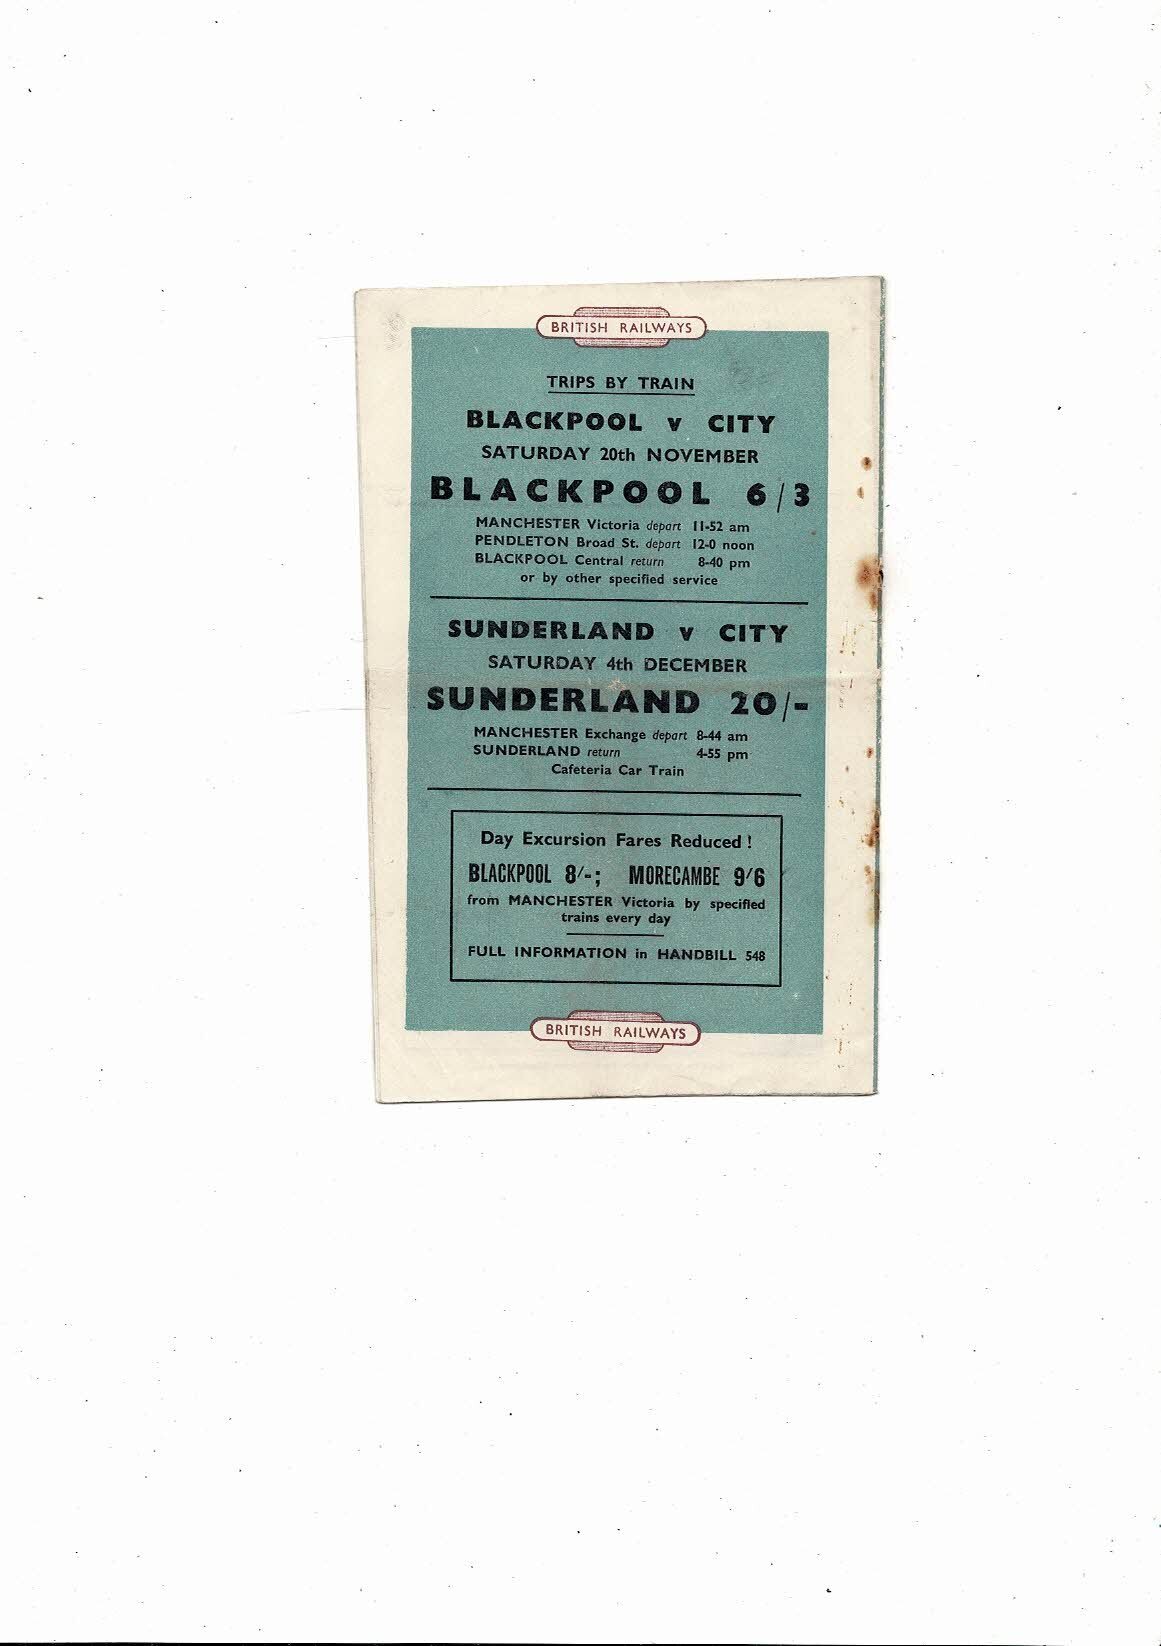 BRITISH RAILWAYS
TRIPS BY TRAIN
BLACKPOOL v CITY
SATURDAY 20th NOVEMBER
BLACKPOOL 6/3
MANCHESTER Victoria depart 11-52 am
PENDLETON Broad St. depart 12-0 noon
BLACKPOOL Central return 8-40 pm
or by other specified service
SUNDERLAND v CITY
SATURDAY 4th DECEMBER
SUNDERLAND 20/-
MANCHESTER Exchange depart 8-44 am
SUNDERLAND return 4-55 pm
Cafeteria Car Train
Day Excursion Fares Reduced !
BLACKPOOL 8/-; MORECAMBE 9/6
from MANCHESTER Victoria by specified
trains every day
FULL INFORMATION in HANDBILL 548
BRITISH RAILWAYS